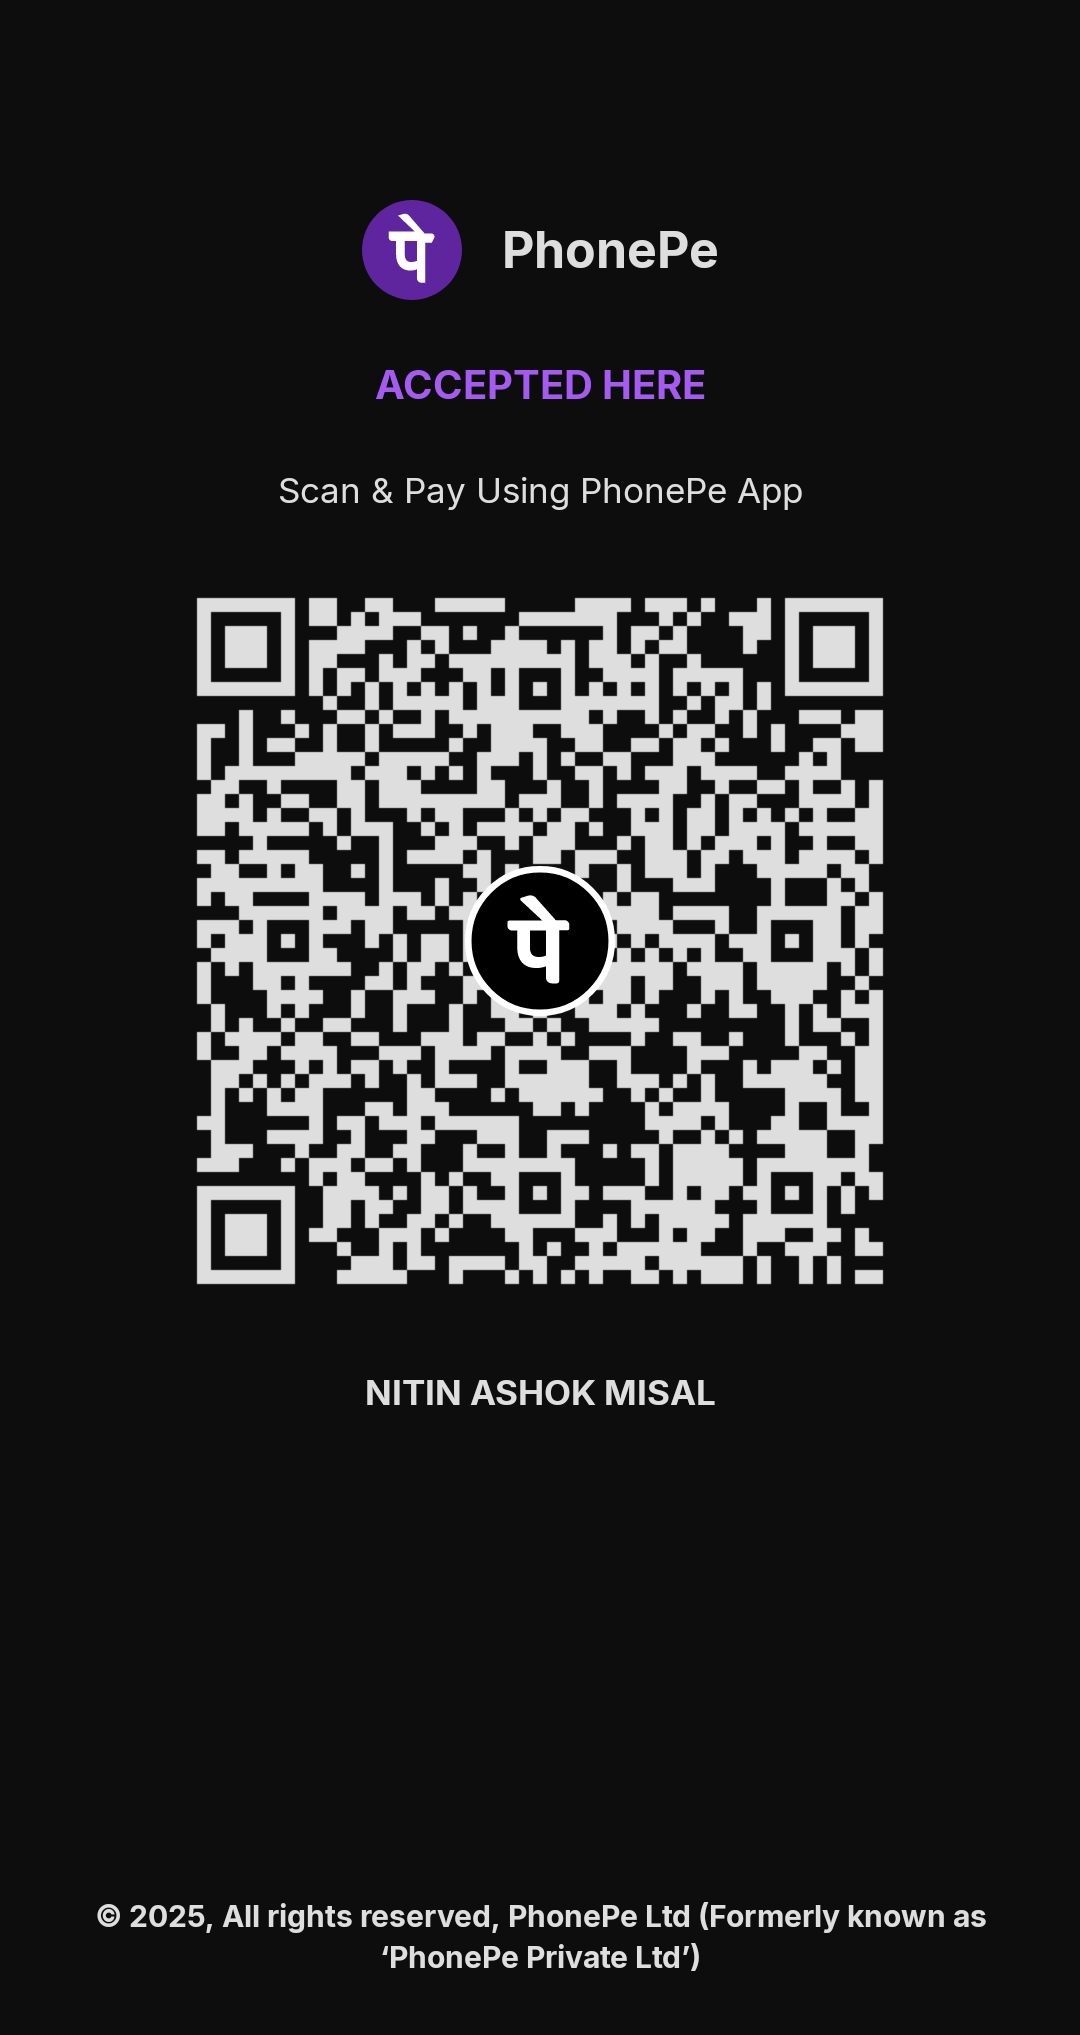 पे PhonePe
ACCEPTED HERE
Scan & Pay Using PhonePe App
पे
NITIN ASHOK MISAL
© 2025, All rights reserved, PhonePe Ltd (Formerly known as
‘PhonePe Private Ltd’)